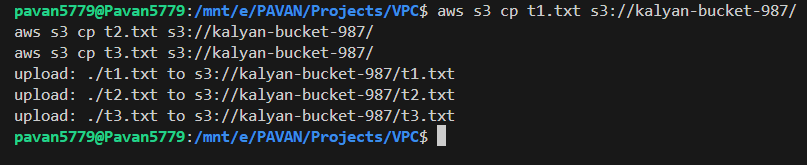 pavan5779@Pavan5779:/mnt/e/PAVAN/Projects/VPC$ aws s3 cp t1.txt s3://kalyan-bucket-987/
aws s3 cp t2.txt s3://kalyan-bucket-987/
aws s3 cp t3.txt s3://kalyan-bucket-987/
upload: ./t1.txt to s3://kalyan-bucket-987/t1.txt
upload: ./t2.txt to s3://kalyan-bucket-987/t2.txt
upload: ./t3.txt to s3://kalyan-bucket-987/t3.txt
pavan5779@Pavan5779:/mnt/e/PAVAN/Projects/VPC$